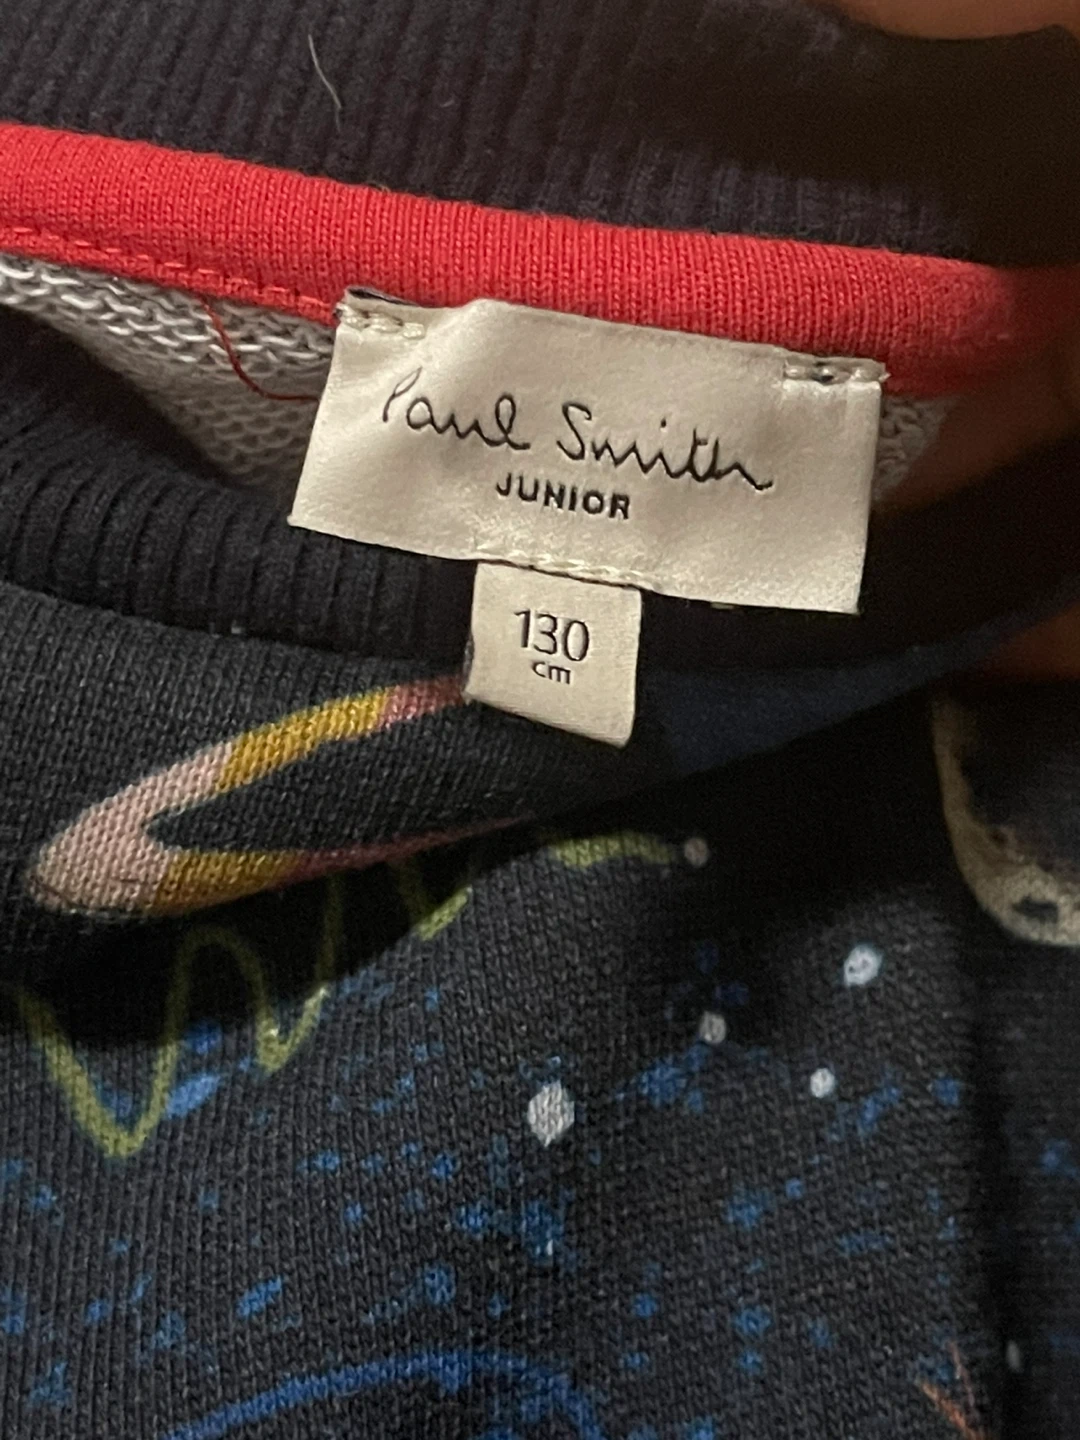 Paul Smith
JUNIOR
130
cm